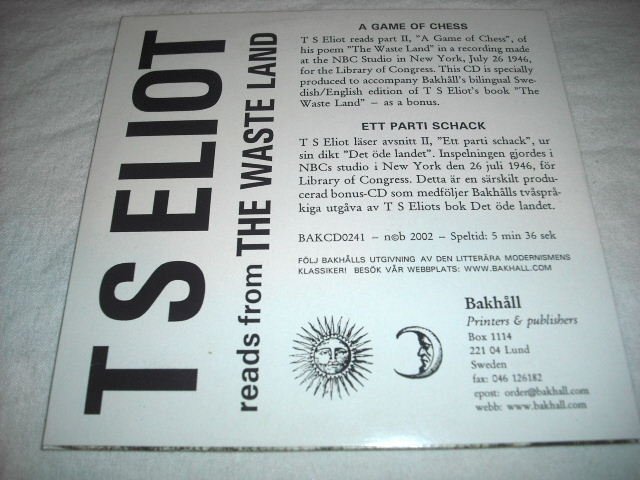 T S ELIOT
reads from THE WASTE LAND
A GAME OF CHESS
T S Eliot reads part II, "A Game of Chess", of
his poem "The Waste Land" in a recording made
at the NBC Studio in New York, July 26 1946,
for the Library of Congress. This CD is specially
produced to accompany Bakhåll's bilingual Swe-
dish/English edition of T S Eliot's book "The
Waste Land" – as a bonus.
ETT PARTI SCHACK
T S Eliot läser avsnitt II, "Ett parti schack", ur
sin dikt "Det öde landet". Inspelningen gjordes i
NBCs studio i New York den 26 juli 1946, för
Library of Congress. Detta är en särskilt produ-
cerad bonus-CD som medföljer Bakhålls tvåsprå-
kiga utgåva av T S Eliots bok Det öde landet.
BAKCD0241 – n©b 2002 – Speltid: 5 min 36 sek
FÖLJ BAKHÅLLS UTGIVNING AV DEN LITTERÄRA MODERNISMENS
KLASSIKER! BESÖK VÅR WEBBPLATS: WWW.BAKHALL.COM
Bakhåll
Printers & publishers
Box 1114
221 04 Lund
Sweden
fax: 046 126182
epost: order@bakhall.com
webb: www.bakhall.com